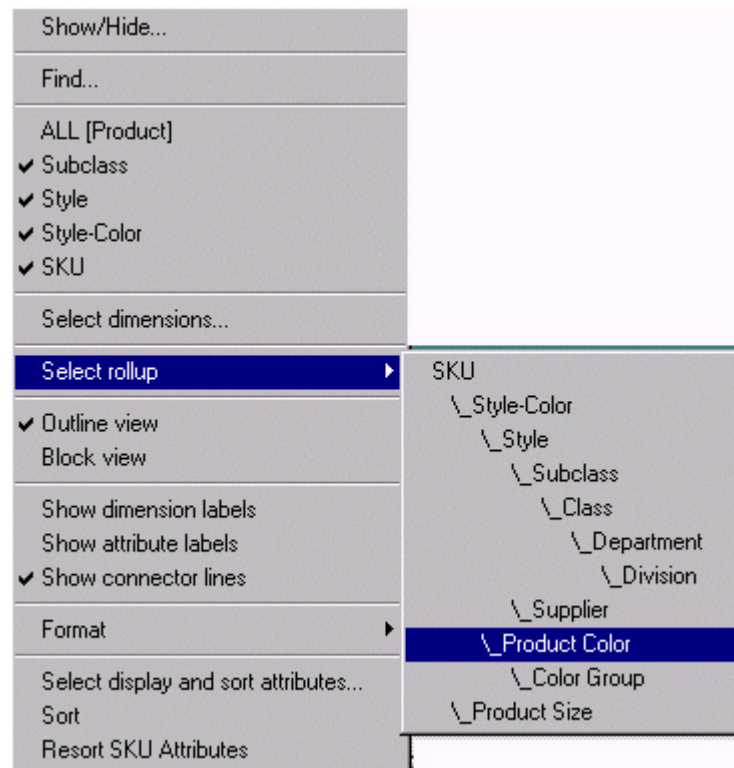 Show/Hide...
Find...
ALL [Product]
Subclass
Style
Style-Color
SKU
Select dimensions...
Select rollup
Outline view
Block view
Show dimension labels
Show attribute labels
Show connector lines
Format
Select display and sort attributes...
Sort
Resort SKU Attributes
SKU
\_Style-Color
\_Style
\_Subclass
\_Class
\_Department
\_Division
\_Supplier
\_Product Color
\_Color Group
\_Product Size